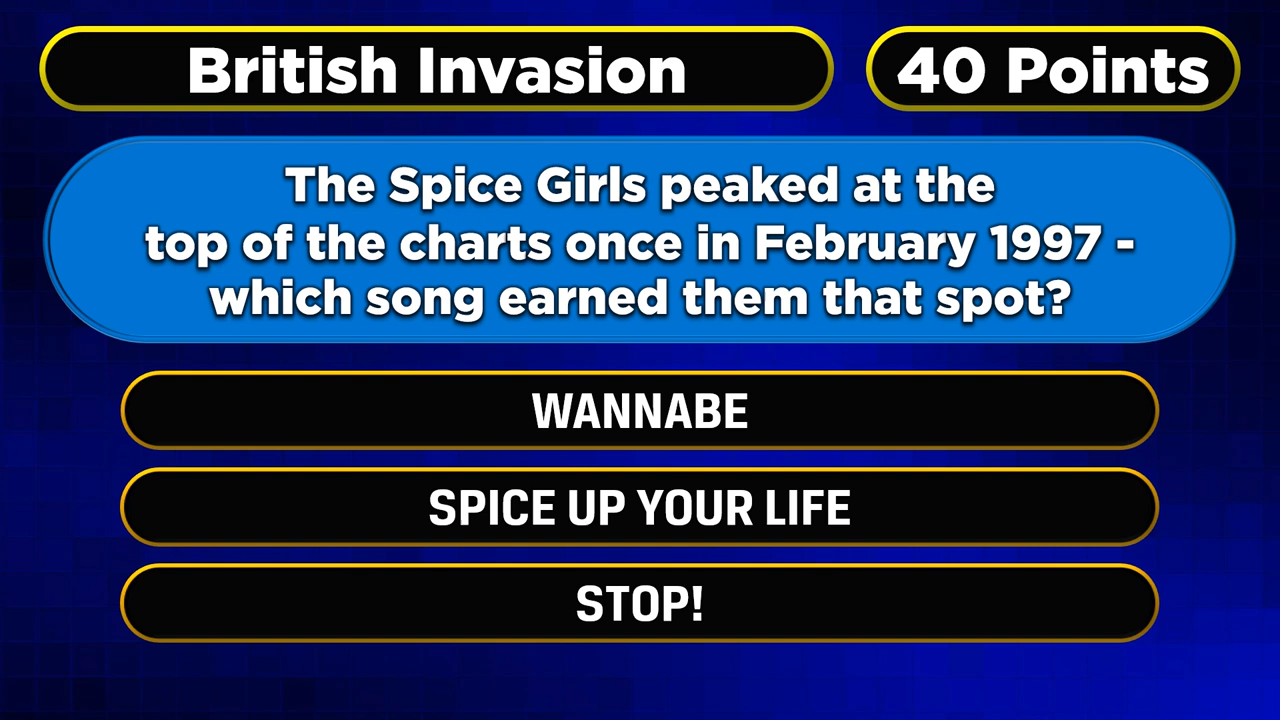 British Invasion
40 Points
The Spice Girls peaked at the
top of the charts once in February 1997 -
which song earned them that spot?
WANNABE
SPICE UP YOUR LIFE
STOP!